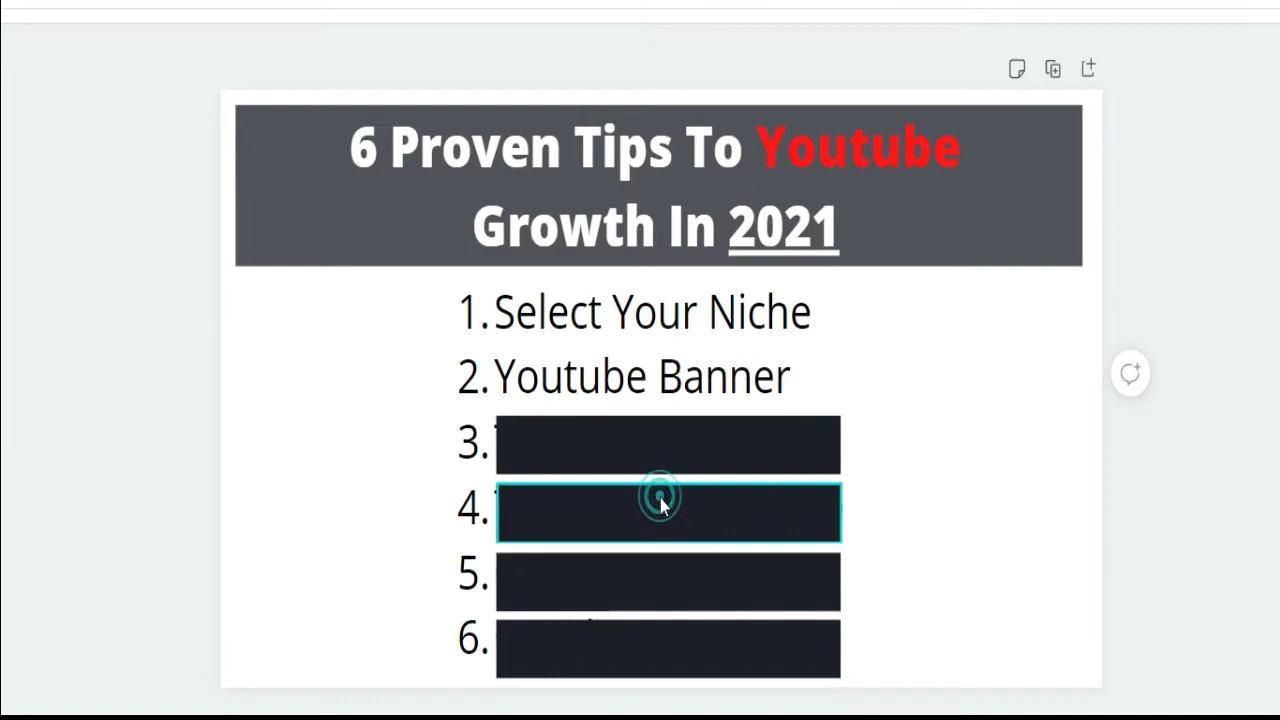 6 Proven Tips To Youtube
Growth In 2021
1. Select Your Niche
2. Youtube Banner
3.
4.
5.
6.